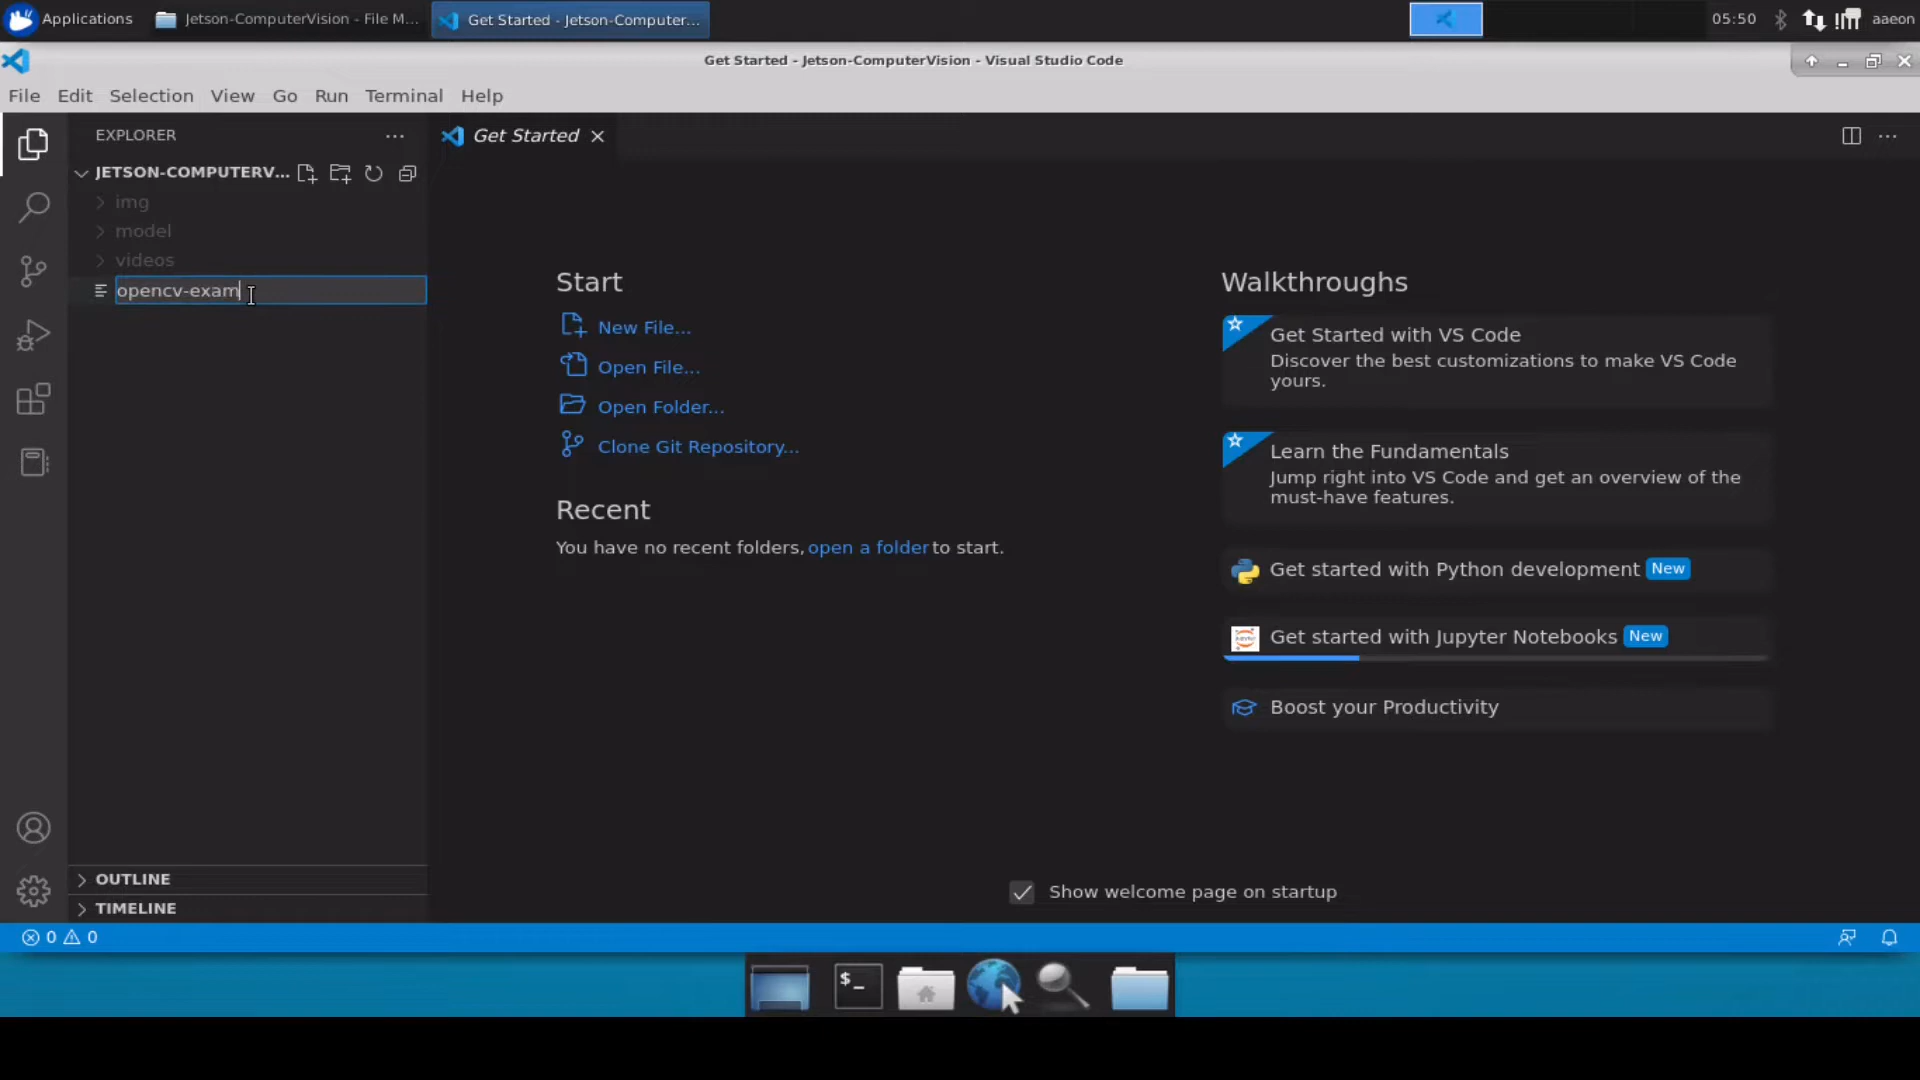 Applications
Jetson-ComputerVision - File M...
Get Started - Jetson-Computer...
05:50
aaeon
Get Started - Jetson-ComputerVision - Visual Studio Code
File Edit Selection View Go Run Terminal Help
EXPLORER
Get Started
JETSON-COMPUTERV...
img
model
videos
opencv-exam
Start
New File...
Open File...
Open Folder...
Clone Git Repository...
Recent
You have no recent folders, open a folder to start.
Walkthroughs
Get Started with VS Code
Discover the best customizations to make VS Code
yours.
Learn the Fundamentals
Jump right into VS Code and get an overview of the
must-have features.
Get started with Python development New
Get started with Jupyter Notebooks New
Boost your Productivity
Show welcome page on startup
OUTLINE
TIMELINE
0 0
$_